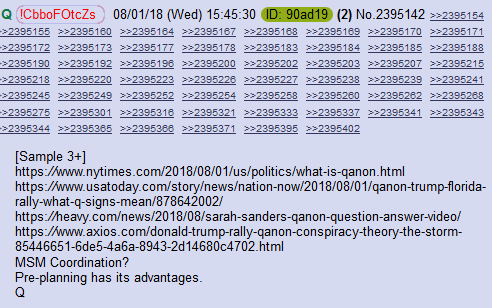 Q !CbboFOtcZs 08/01/18 (Wed) 15:45:30 ID: 90ad19 (2) No.2395142 >>2395154
>>2395155 >>2395160 >>2395164 >>2395167 >>2395168 >>2395169 >>2395170 >>2395171
>>2395172 >>2395173 >>2395177 >>2395178 >>2395183 >>2395184 >>2395185 >>2395188
>>2395190 >>2395192 >>2395196 >>2395200 >>2395202 >>2395203 >>2395207 >>2395215
>>2395218 >>2395220 >>2395223 >>2395226 >>2395227 >>2395238 >>2395239 >>2395241
>>2395245 >>2395249 >>2395252 >>2395254 >>2395258 >>2395260 >>2395262 >>2395268
>>2395275 >>2395301 >>2395316 >>2395321 >>2395333 >>2395337 >>2395341 >>2395343
>>2395344 >>2395365 >>2395366 >>2395371 >>2395395 >>2395402
[Sample 3+]
https://www.nytimes.com/2018/08/01/us/politics/what-is-qanon.html
https://www.usatoday.com/story/news/nation-now/2018/08/01/qanon-trump-florida-
rally-what-q-signs-mean/878642002/
https://heavy.com/news/2018/08/sarah-sanders-qanon-question-answer-video/
https://www.axios.com/donald-trump-rally-qanon-conspiracy-theory-the-storm-
85446651-6de5-4a6a-8943-2d14680c4702.html
MSM Coordination?
Pre-planning has its advantages.
Q